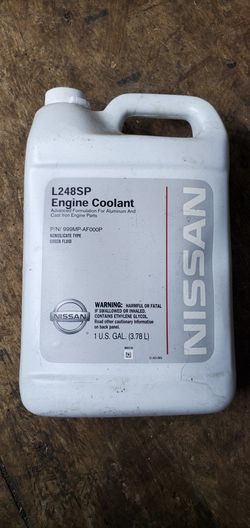 L248SP
Engine Coolant
Advanced Formulation For Aluminum And
Cast Iron Engine Parts
P/N/ 999MP-AF000P
NONSILICATE TYPE
GREEN FLUID
NISSAN
NISSAN
WARNING: HARMFUL OR FATAL
IF SWALLOWED OR INHALED.
CONTAINS ETHYLENE GLYCOL.
Read other cautionary information
on back panel.
1 U.S. GAL. (3.78 L)